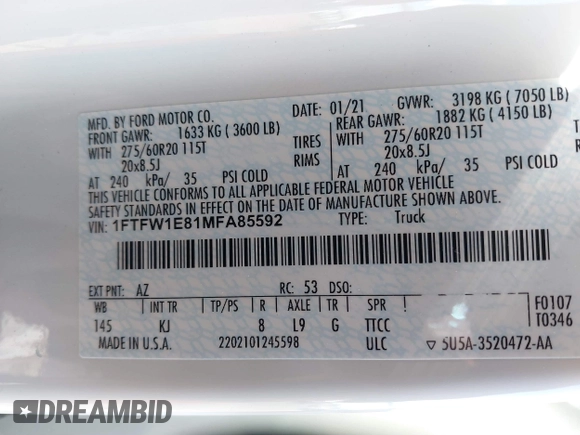 MFD. BY FORD MOTOR CO. DATE: 01/21 GVWR: 3198 KG ( 7050 LB)
FRONT GAWR: 1633 KG ( 3600 LB) REAR GAWR: 1882 KG ( 4150 LB)
WITH 275/60R20 115T TIRES WITH 275/60R20 115T
20x8.5J RIMS 20x8.5J
AT 240 kPa/ 35 PSI COLD AT 240 kPa/ 35 PSI COLD
THIS VEHICLE CONFORMS TO ALL APPLICABLE FEDERAL MOTOR VEHICLE
SAFETY STANDARDS IN EFFECT ON THE DATE OF MANUFACTURE SHOWN ABOVE.
VIN: 1FTFW1E81MFA85592 TYPE: Truck
EXT PNT: AZ RC: 53 DSO:
WB INT TR TP/PS R AXLE TR SPR F0107
145 KJ 8 L9 G TTCC T0346
MADE IN U.S.A. 2202101245598 ULC ▽ 5U5A-3520472-AA
DREAMBID